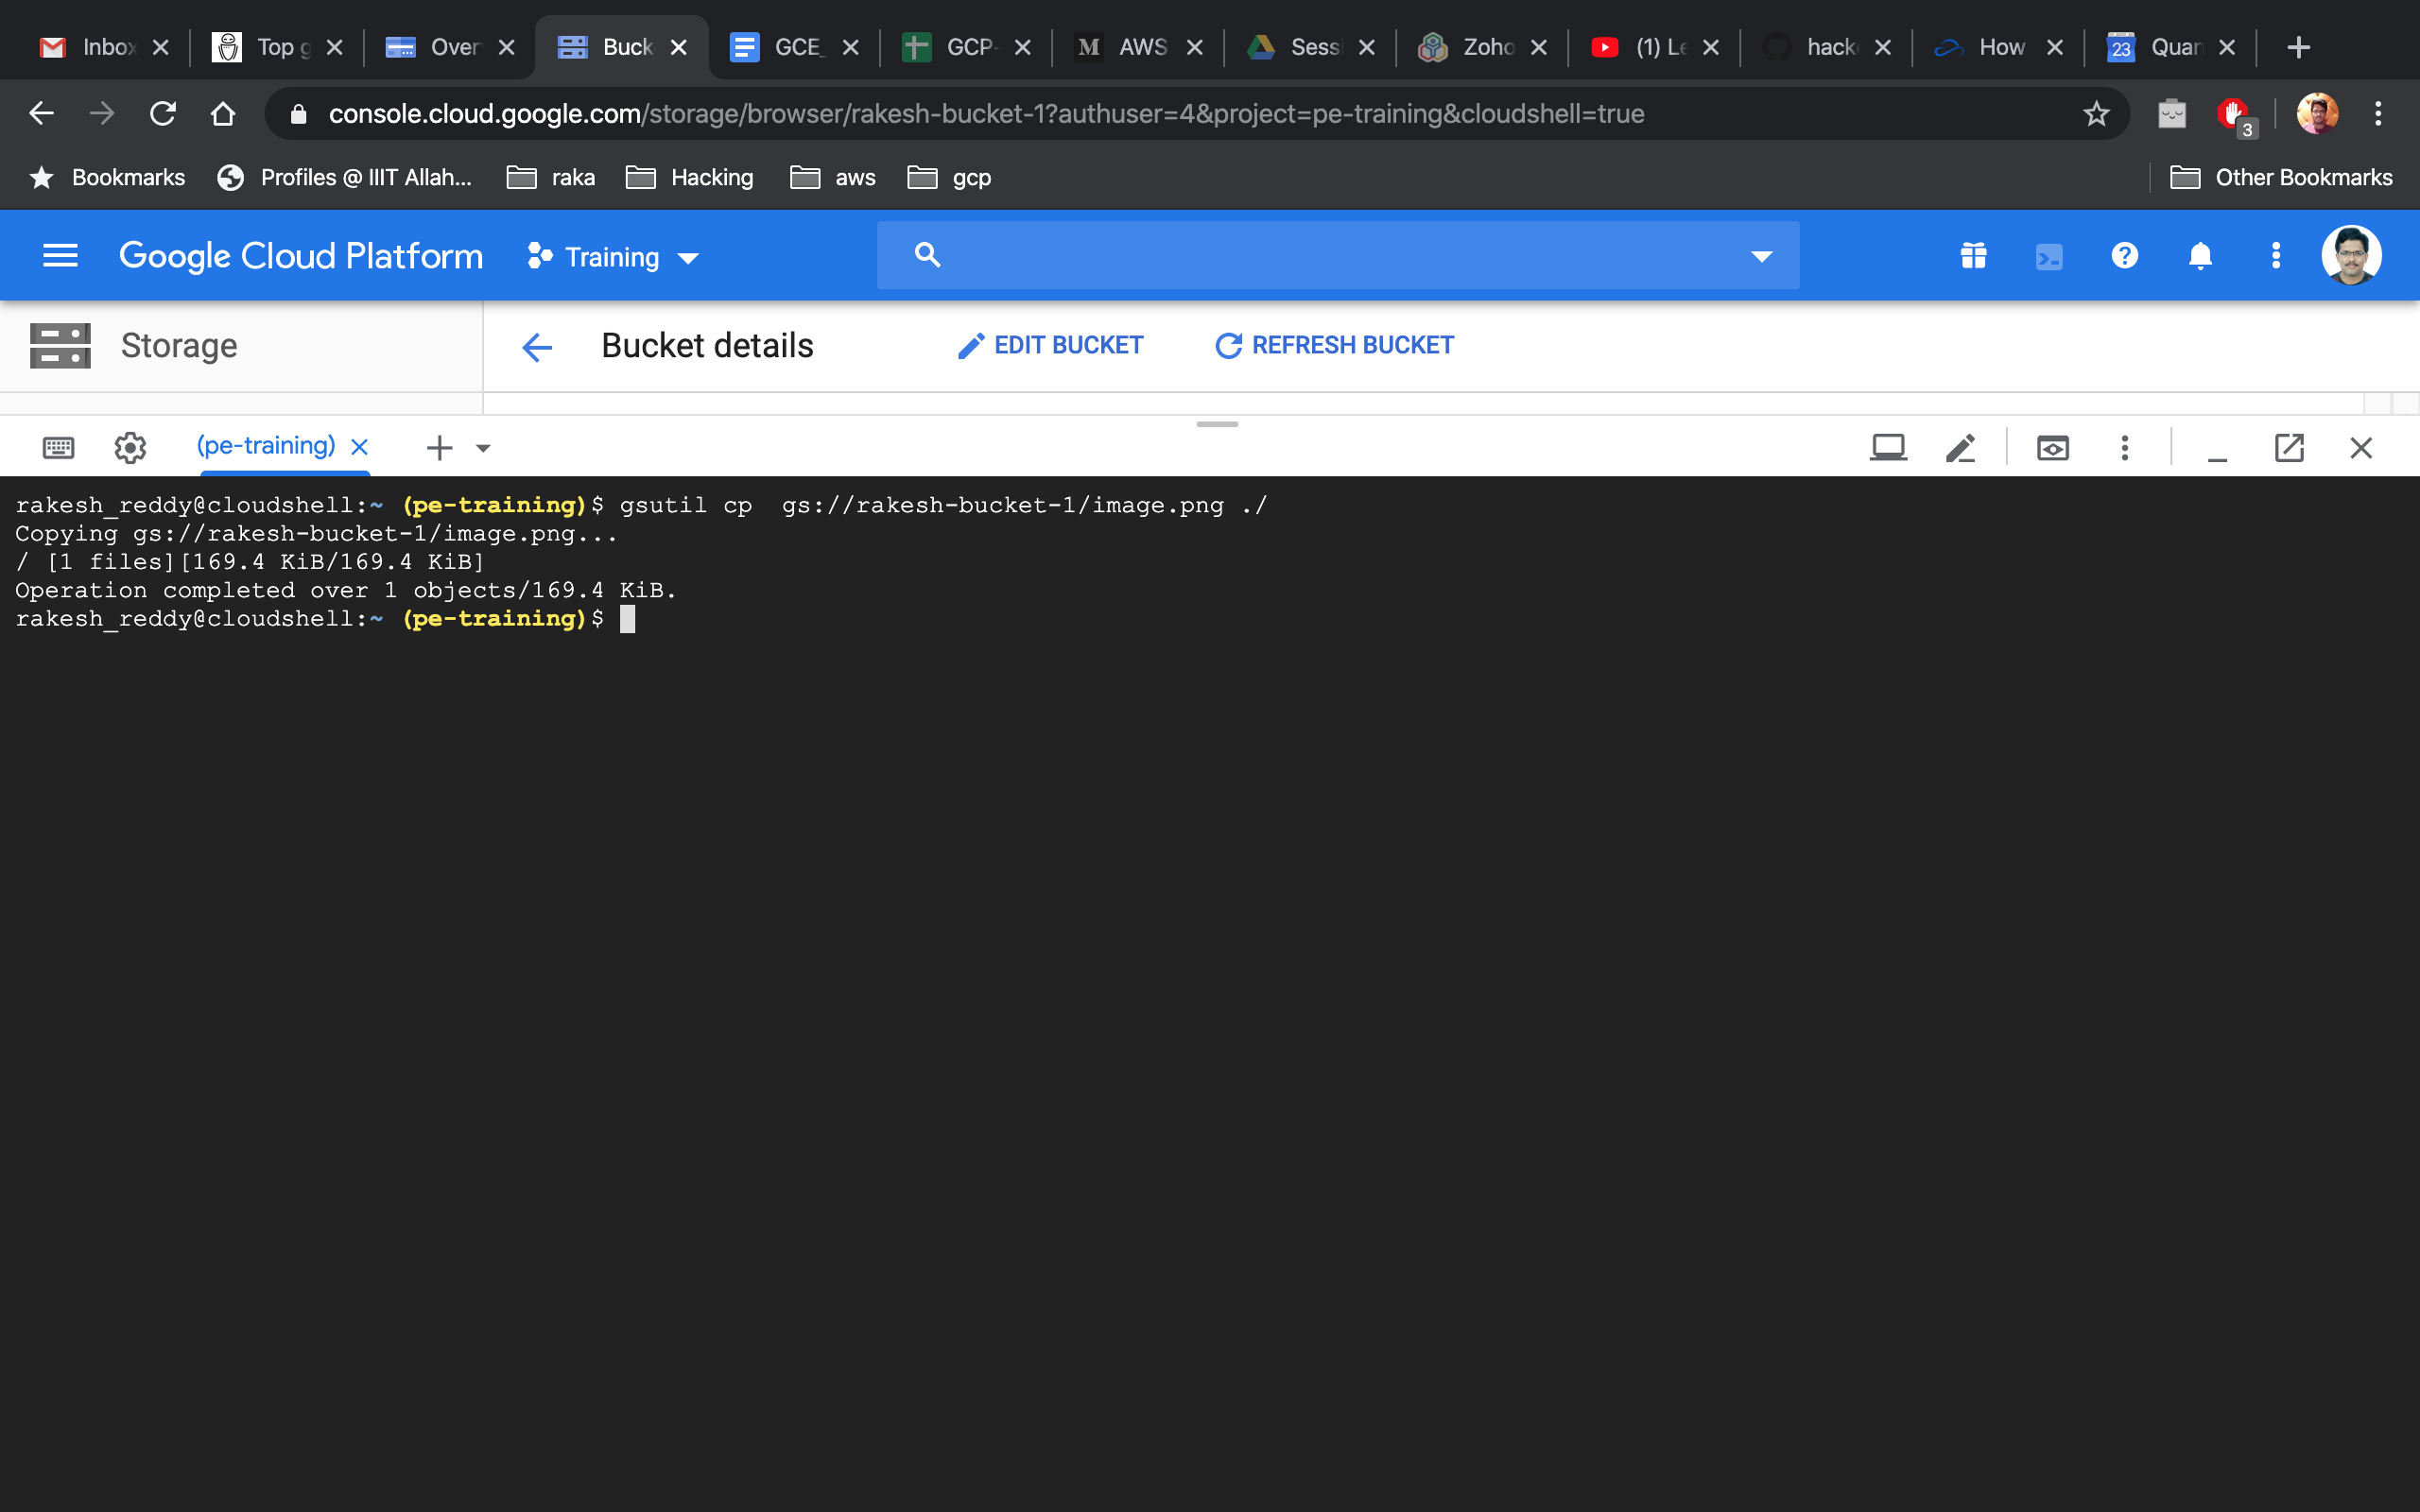 Inbox Top g Over Buck GCE_ GCP- AWS Sessi Zoho (1) Le hack How 23 Quan
console.cloud.google.com/storage/browser/rakesh-bucket-1?authuser=4&project=pe-training&cloudshell=true 3
Bookmarks Profiles @ IIIT Allah... raka Hacking aws gcp Other Bookmarks
Google Cloud Platform Training
Storage Bucket details EDIT BUCKET REFRESH BUCKET
(pe-training)
rakesh_reddy@cloudshell:~ (pe-training)$ gsutil cp  gs://rakesh-bucket-1/image.png ./
Copying gs://rakesh-bucket-1/image.png...
/ [1 files][169.4 KiB/169.4 KiB]
Operation completed over 1 objects/169.4 KiB.
rakesh_reddy@cloudshell:~ (pe-training)$